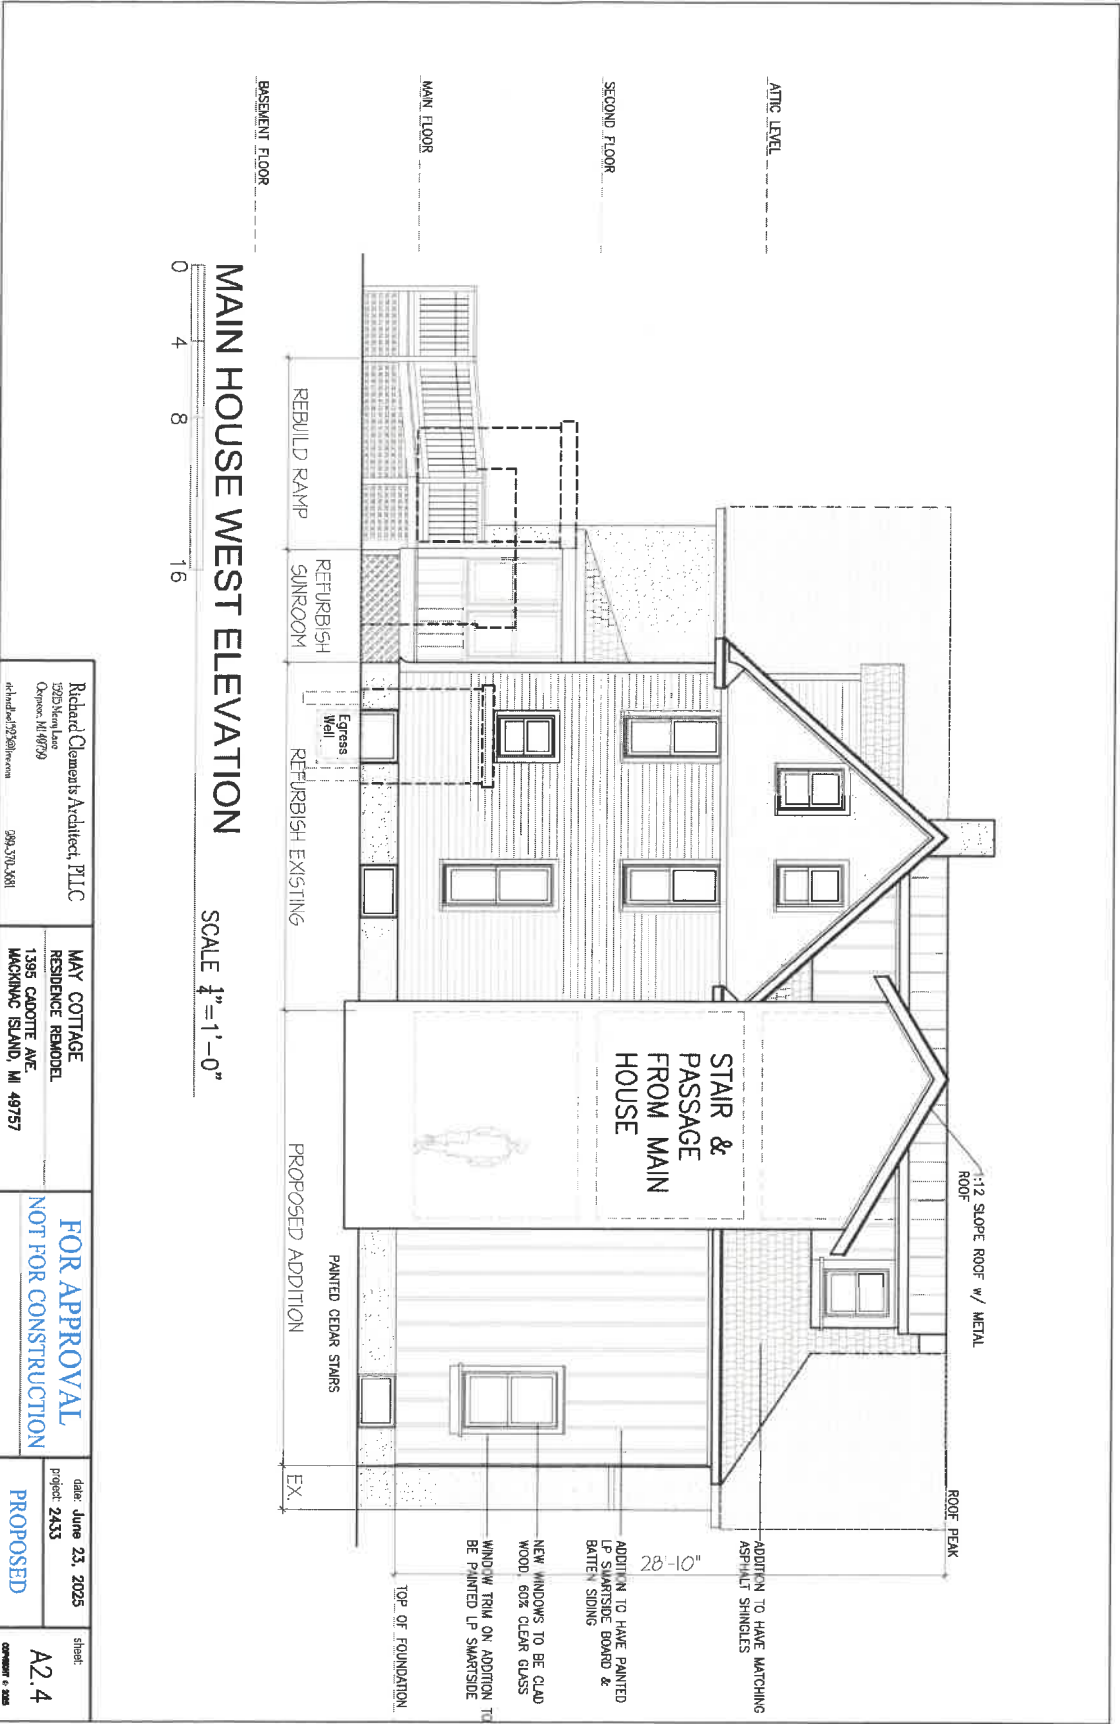 ATTIC LEVEL
SECOND FLOOR
MAIN FLOOR
BASEMENT FLOOR
1:12 SLOPE ROOF w/ METAL
ROOF
ROOF PEAK
ADDITION TO HAVE MATCHING
ASPHALT SHINGLES
28'-10"
ADDITION TO HAVE PAINTED
LP SMARTSIDE BOARD &
BATTEN SIDING
NEW WINDOWS TO BE CLAD
WOOD, 60% CLEAR GLASS
WINDOW TRIM ON ADDITION TO
BE PAINTED LP SMARTSIDE
TOP OF FOUNDATION
STAIR &
PASSAGE
FROM MAIN
HOUSE
Egress
Well
PAINTED CEDAR STAIRS
REBUILD RAMP
REFURBISH
SUNROOM
REFURBISH EXISTING
PROPOSED ADDITION
EX.
MAIN HOUSE WEST ELEVATION
SCALE ¼"=1'-0"
0 4 8 16
Richard Clements Architect, PLLC
989-370-3681
MAY COTTAGE
RESIDENCE REMODEL
1395 CADOTTE AVE.
MACKINAC ISLAND, MI 49757
FOR APPROVAL
NOT FOR CONSTRUCTION
date: June 23, 2025
project: 2433
PROPOSED
sheet:
A2.4
COPYRIGHT © 2025